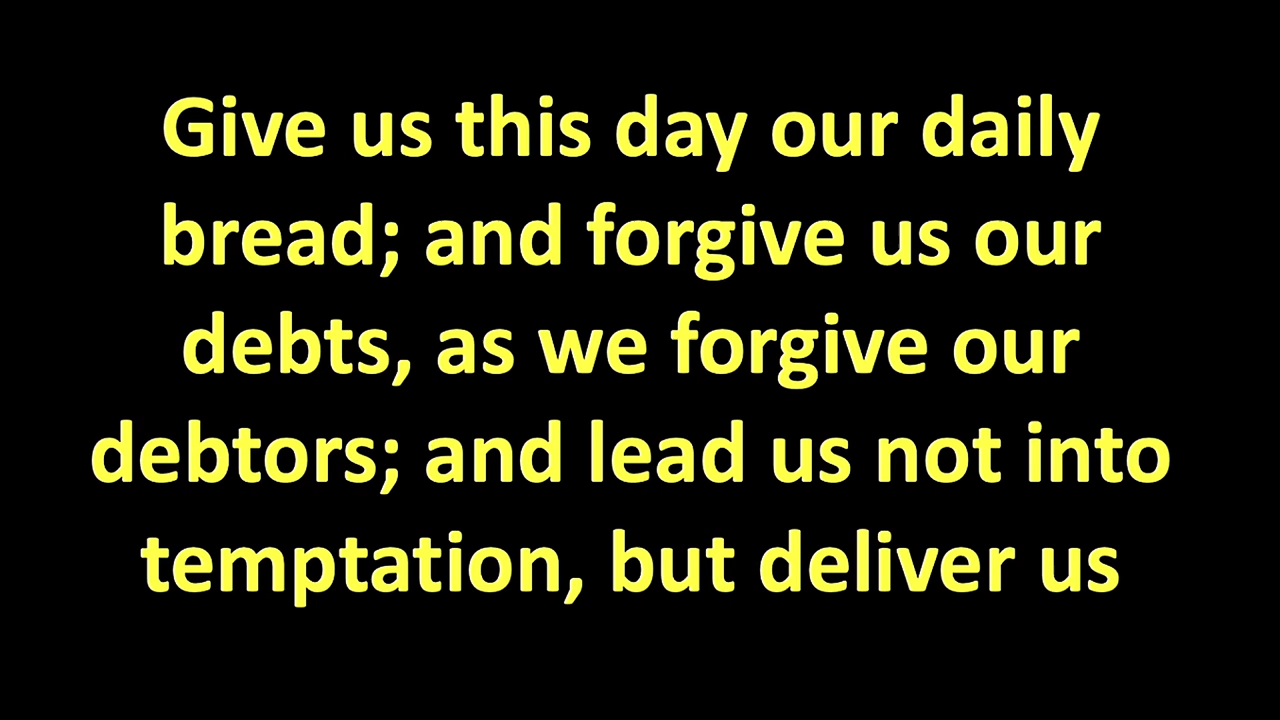 Give us this day our daily
bread; and forgive us our
debts, as we forgive our
debtors; and lead us not into
temptation, but deliver us